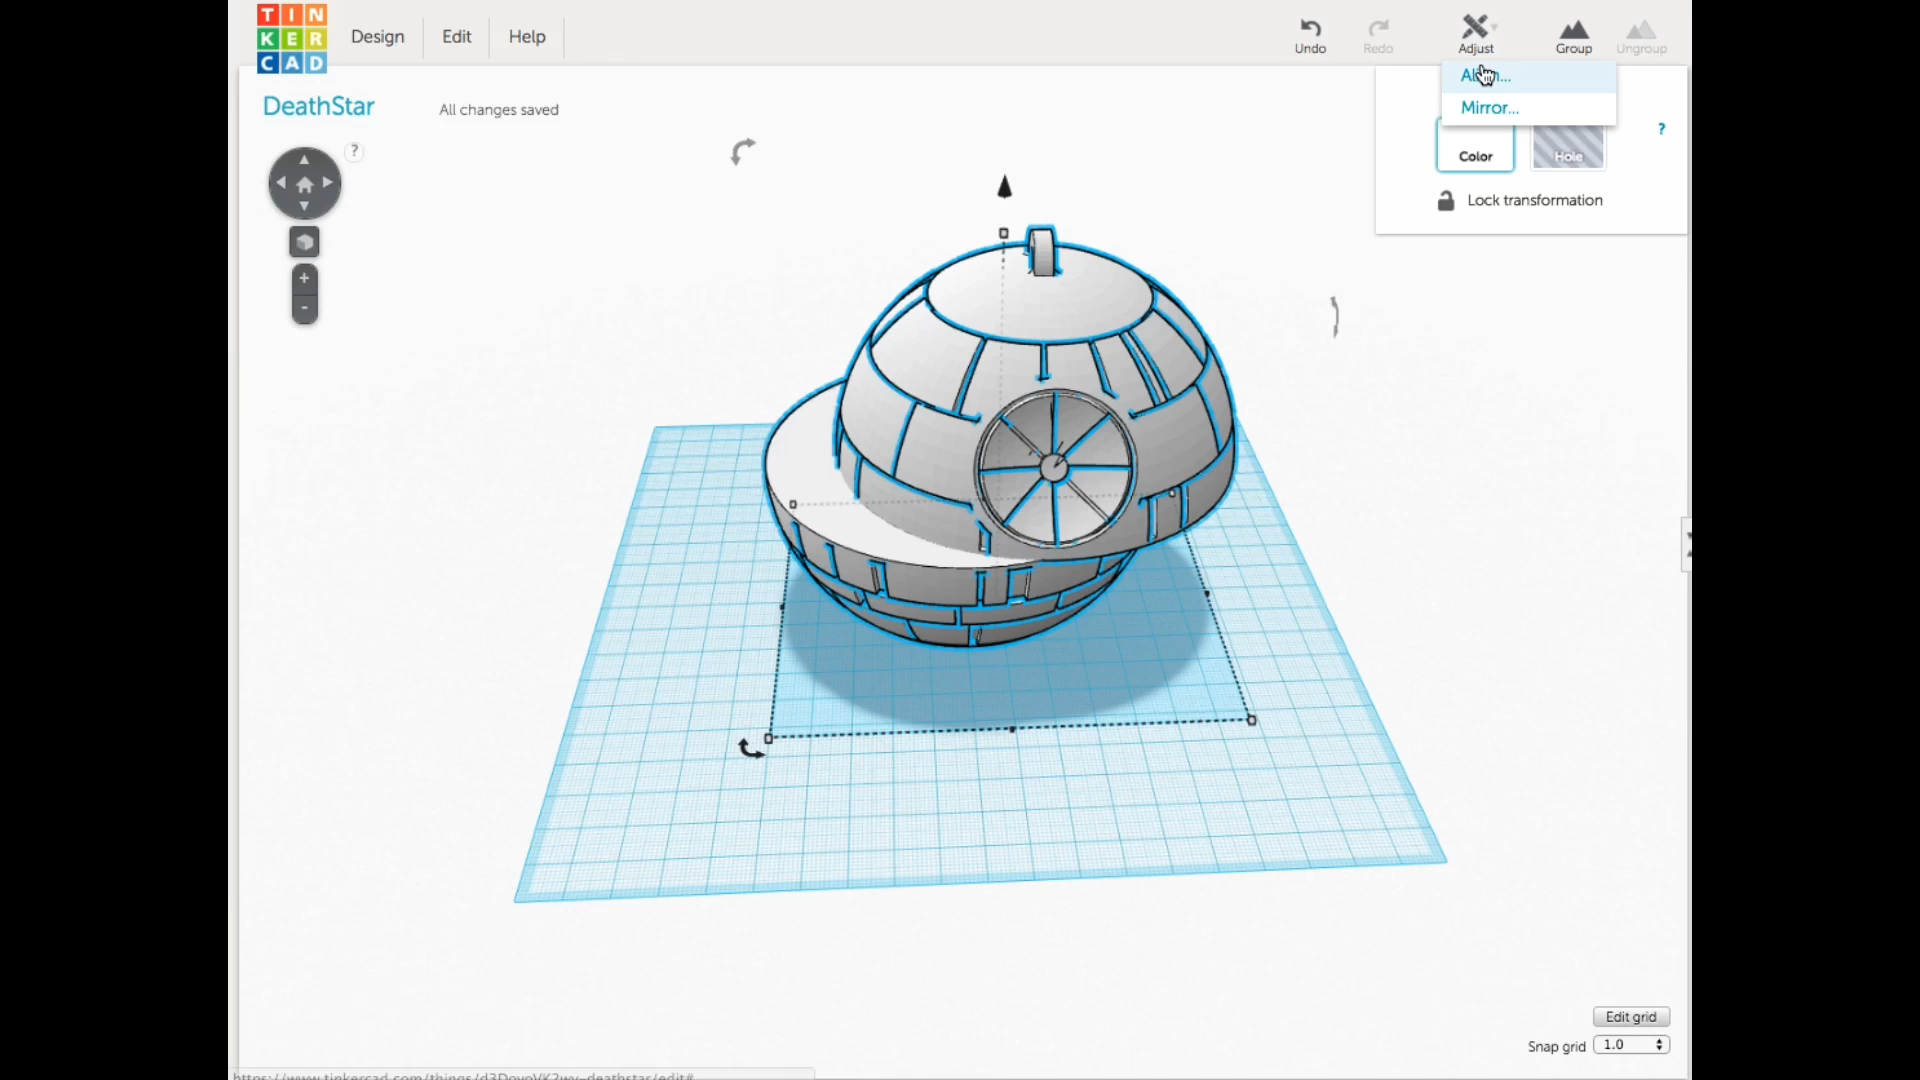 TIN
KER
CAD
Design
Edit
Help
Undo
Redo
Adjust
Group
Ungroup
Mirror...
DeathStar
All changes saved
?
?
Color
Hole
Lock transformation
+
-
Edit grid
Snap grid
1.0